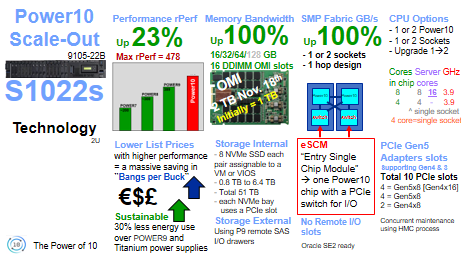 Power10
Scale-Out
9105-22B
S1022s
Technology
2U
Performance rPerf
Up 23%
Max rPerf = 478
POWER10
Lower List Prices
with higher performance
= a massive saving in
"Bangs per Buck"
€$£
Sustainable
30% less energy use
over POWER9 and
Titanium power supplies
Memory Bandwidth
Up 100%
16/32/64/128 GB
16 DDIMM OMI slots
OMI
2 TB Nov. 18th
Initially = 1 TB
Storage Internal
- 8 NVMe SSD each
pair assignable to a
VM or VIOS
- 0.8 TB to 6.4 TB
- Total 51 TB
- each NVMe bay
uses a PCIe slot
Storage External
Using P9 remote SAS
I/O drawers
SMP Fabric GB/s
Up 100%
- 1 or 2 sockets
- 1 hop design
switch
switch
eSCM
"Entry Single
Chip Module"
→ one Power10
chip with a PCIe
switch for I/O
No Remote I/O
slots
Oracle SE2 ready
CPU Options
- 1 or 2 Power10
- 1 or 2 sockets
- Upgrade 1→2
Cores Server GHz
in chip cores
8 8 16 3.9
4 4 - 3.9
^ single socket
4 core=single socket
PCIe Gen5
Adapters slots
supporting Gen4 & 5
Total 10 PCIe slots
4 = Gen5x8 [Gen4x16]
4 = Gen5x8
2 = Gen4x8
Concurrent maintenance
using HMC process
The Power of 10